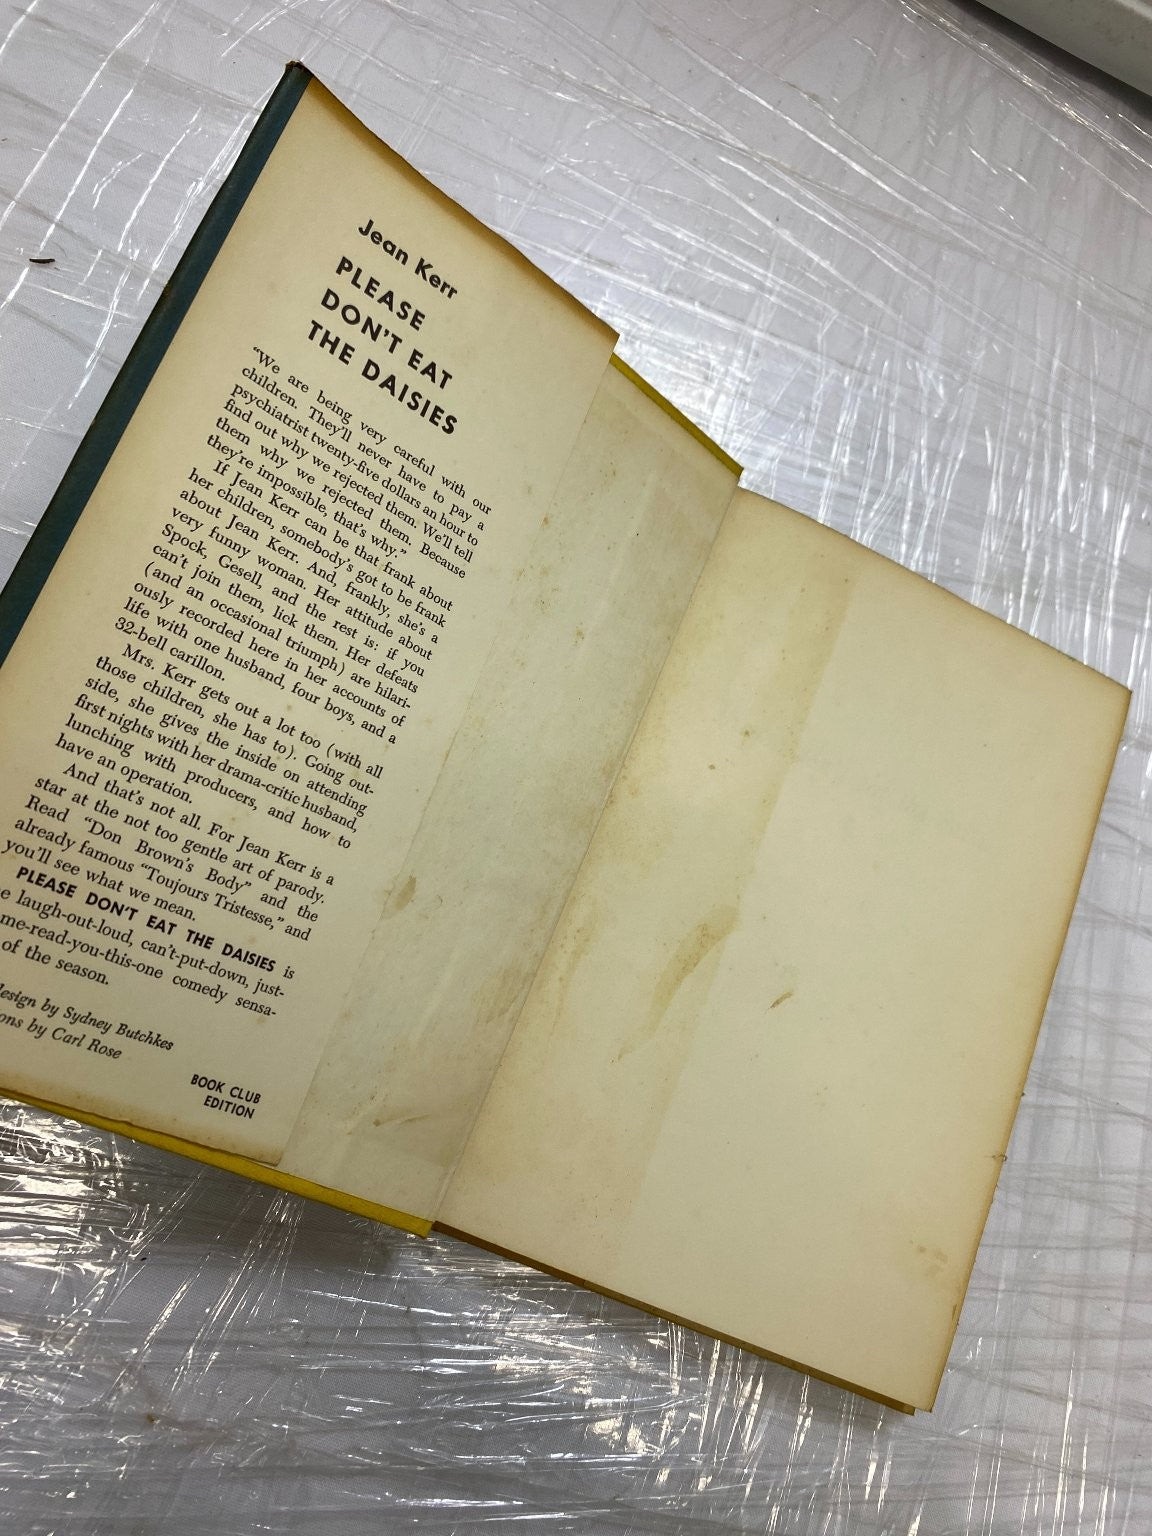 Jean Kerr
PLEASE
DON'T EAT
THE DAISIES
"We are being very careful with our
children. They'll never have to pay a
psychiatrist twenty-five dollars an hour to
find out why we rejected them. We'll tell
them why we rejected them. Because
they're impossible, that's why."
If Jean Kerr can be that frank about
her children, somebody's got to be frank
about Jean Kerr. And, frankly, she's a
very funny woman. Her attitude about
Spock, Gesell, and the rest is: if you
can't join them, lick them. Her defeats
(and an occasional triumph) are hilari-
ously recorded here in her accounts of
life with one husband, four boys, and a
32-bell carillon.
Mrs. Kerr gets out a lot too (with all
those children, she has to). Going out-
side, she gives the inside on attending
first nights with her drama-critic husband,
lunching with producers, and how to
have an operation.
And that's not all. For Jean Kerr is a
star at the not too gentle art of parody.
Read "Don Brown's Body" and the
already famous "Toujours Tristesse," and
you'll see what we mean.
PLEASE DON'T EAT THE DAISIES is
e laugh-out-loud, can't-put-down, just-
me-read-you-this-one comedy sensa-
of the season.
design by Sydney Butchkes
ons by Carl Rose
BOOK CLUB
EDITION